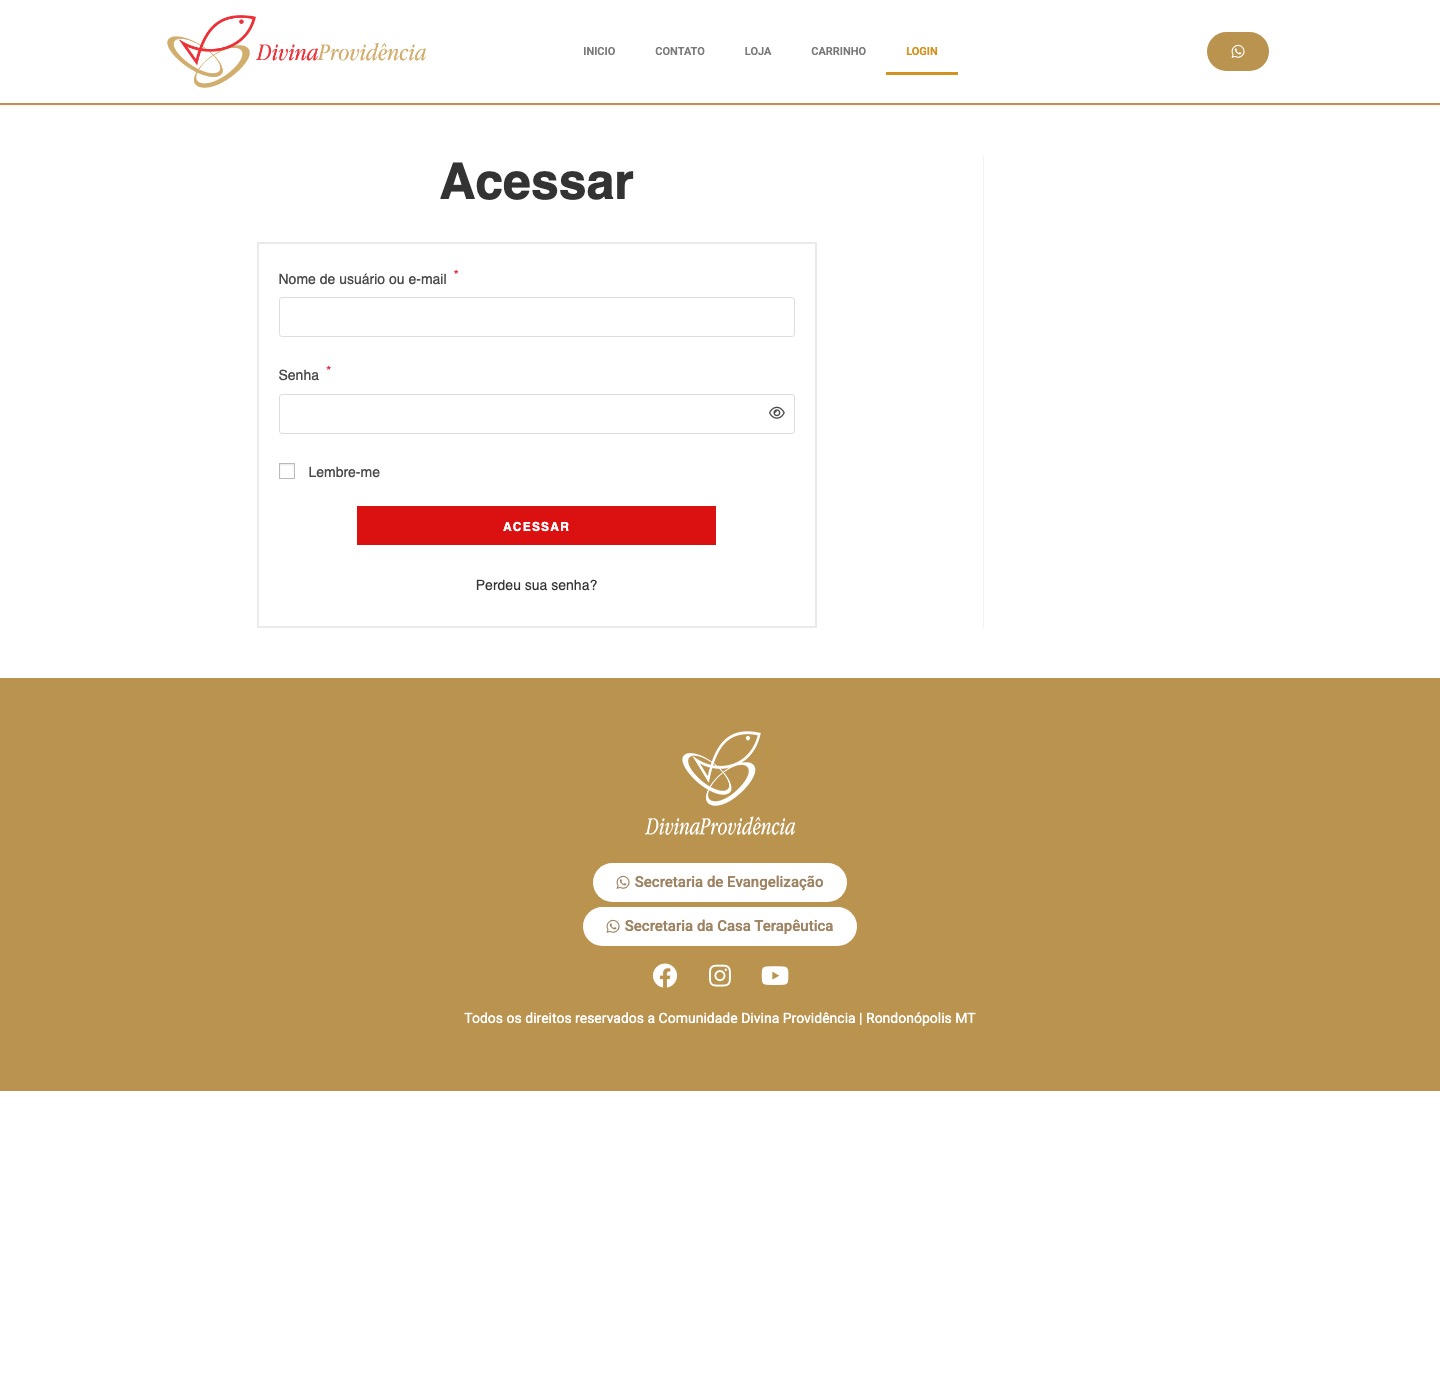 DivinaProvidência
INICIO
CONTATO
LOJA
CARRINHO
LOGIN
Acessar
Nome de usuário ou e-mail *
Senha *
Lembre-me
ACESSAR
Perdeu sua senha?
DivinaProvidência
Secretaria de Evangelização
Secretaria da Casa Terapêutica
Todos os direitos reservados a Comunidade Divina Providência | Rondonópolis MT